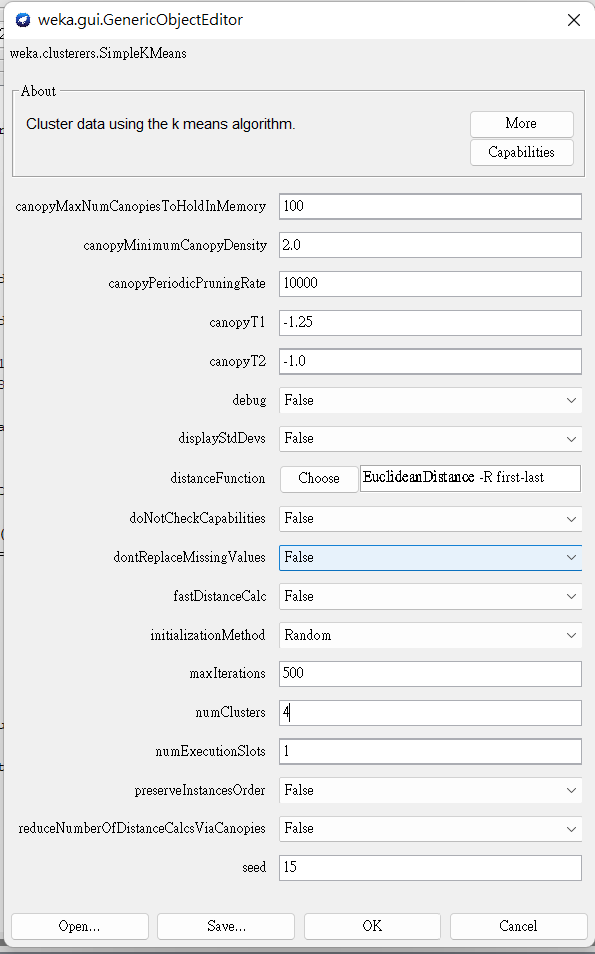 weka.gui.GenericObjectEditor
weka.clusterers.SimpleKMeans
About
Cluster data using the k means algorithm.
More
Capabilities
canopyMaxNumCanopiesToHoldInMemory 100
canopyMinimumCanopyDensity 2.0
canopyPeriodicPruningRate 10000
canopyT1 -1.25
canopyT2 -1.0
debug False
displayStdDevs False
distanceFunction Choose EuclideanDistance -R first-last
doNotCheckCapabilities False
dontReplaceMissingValues False
fastDistanceCalc False
initializationMethod Random
maxIterations 500
numClusters 4
numExecutionSlots 1
preserveInstancesOrder False
reduceNumberOfDistanceCalcsViaCanopies False
seed 15
Open... Save... OK Cancel